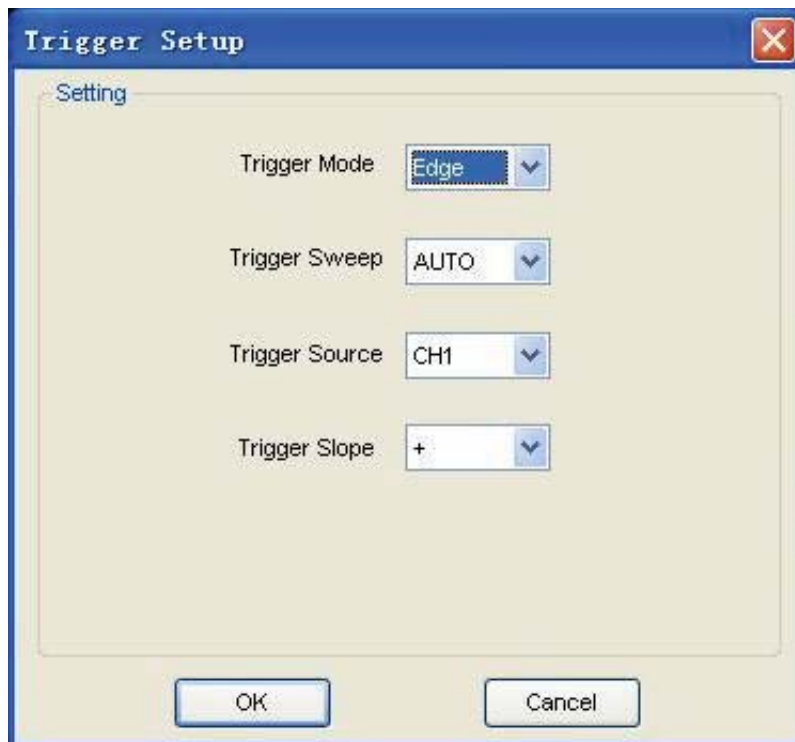 Trigger Setup
Setting
Trigger Mode Edge
Trigger Sweep AUTO
Trigger Source CH1
Trigger Slope +
OK Cancel